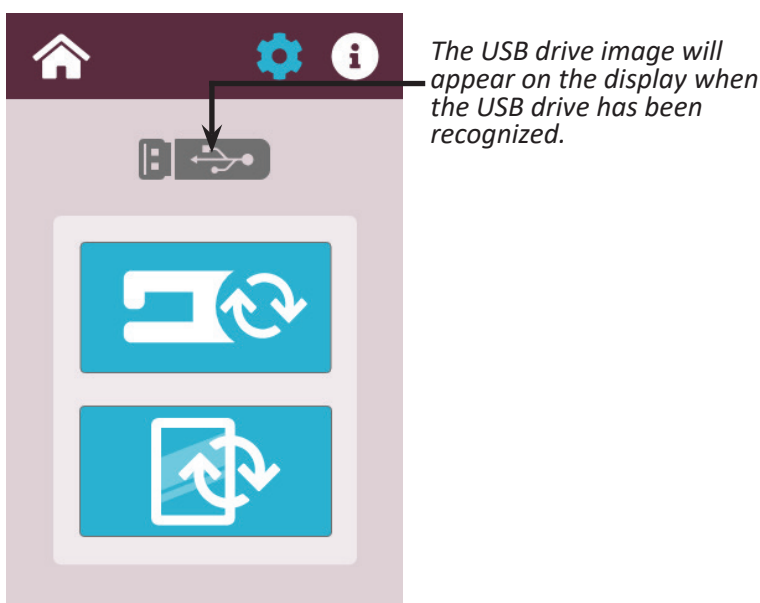 The USB drive image will
appear on the display when
the USB drive has been
recognized.